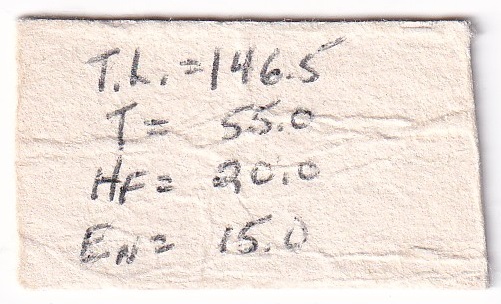 T.L. = 146.5
T = 55.0
HF = 20.0
EN = 15.0